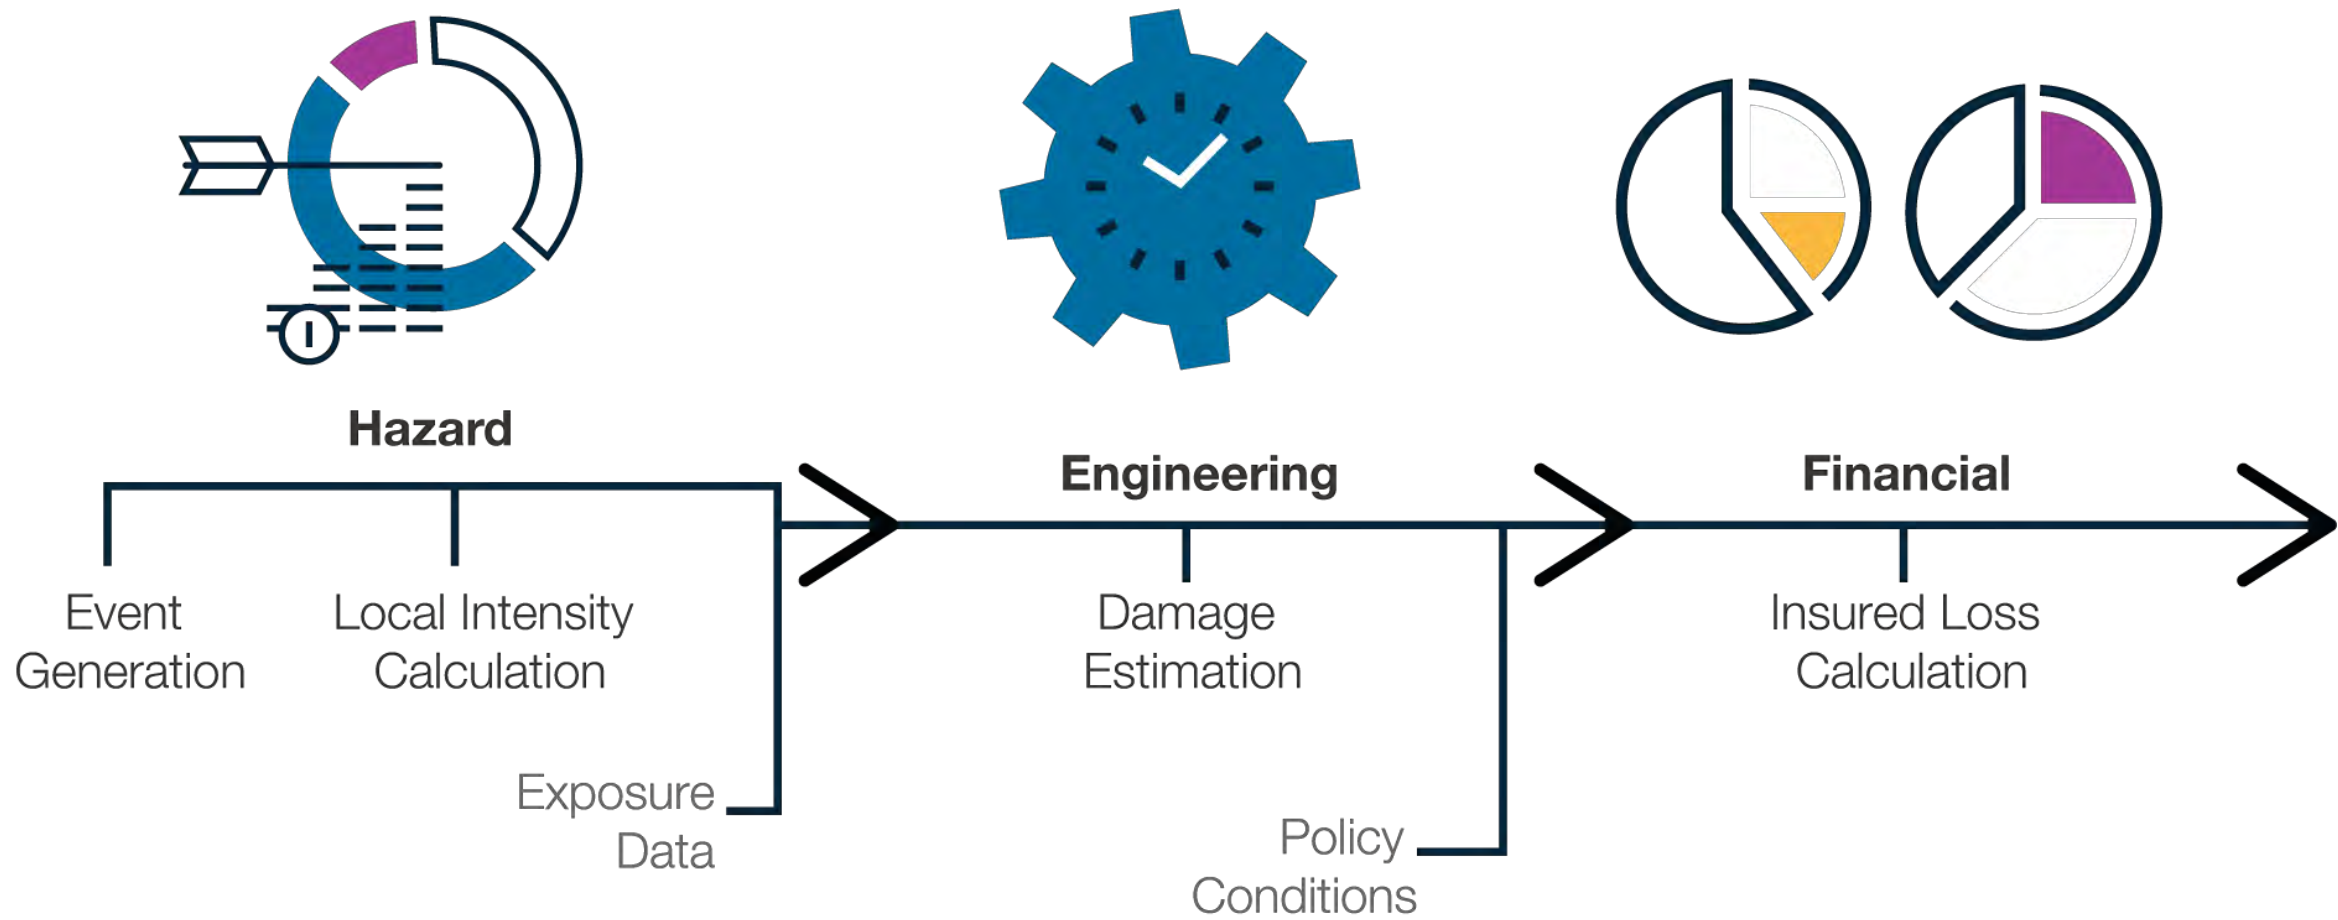 Hazard
Engineering
Financial
Event
Generation
Local Intensity
Calculation
Damage
Estimation
Insured Loss
Calculation
Exposure
Data
Policy
Conditions